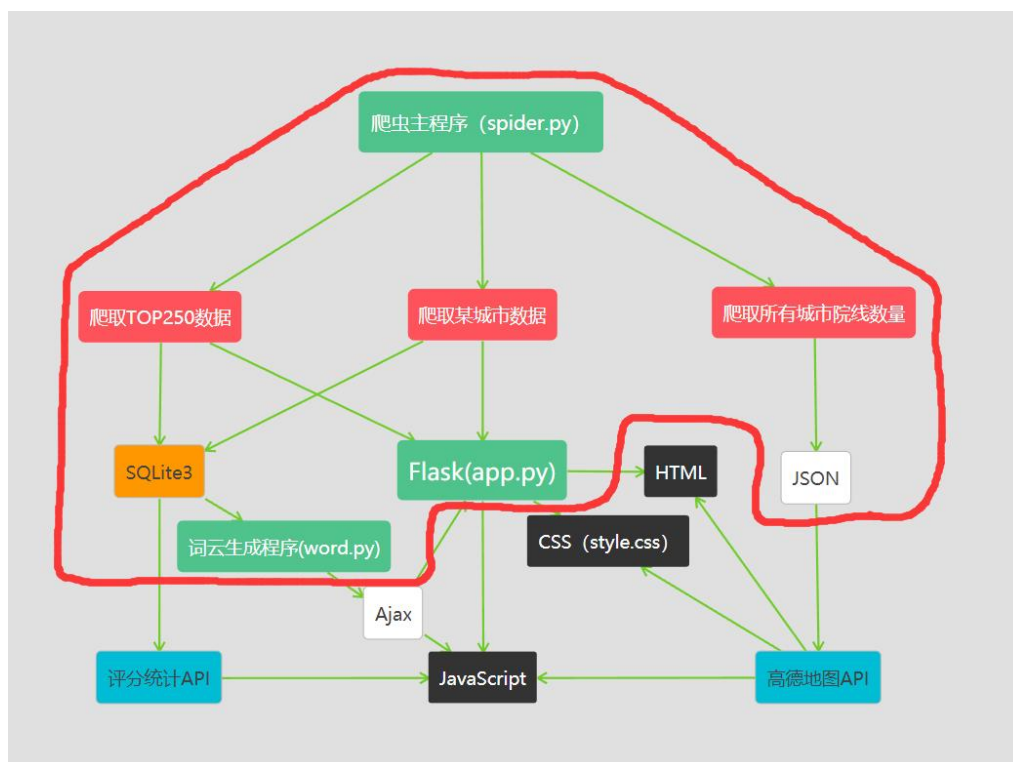 爬虫主程序（spider.py）
爬取TOP250数据
爬取某城市数据
爬取所有城市院线数量
SQLite3
Flask(app.py)
HTML
JSON
词云生成程序(word.py)
CSS（style.css）
Ajax
评分统计API
JavaScript
高德地图API